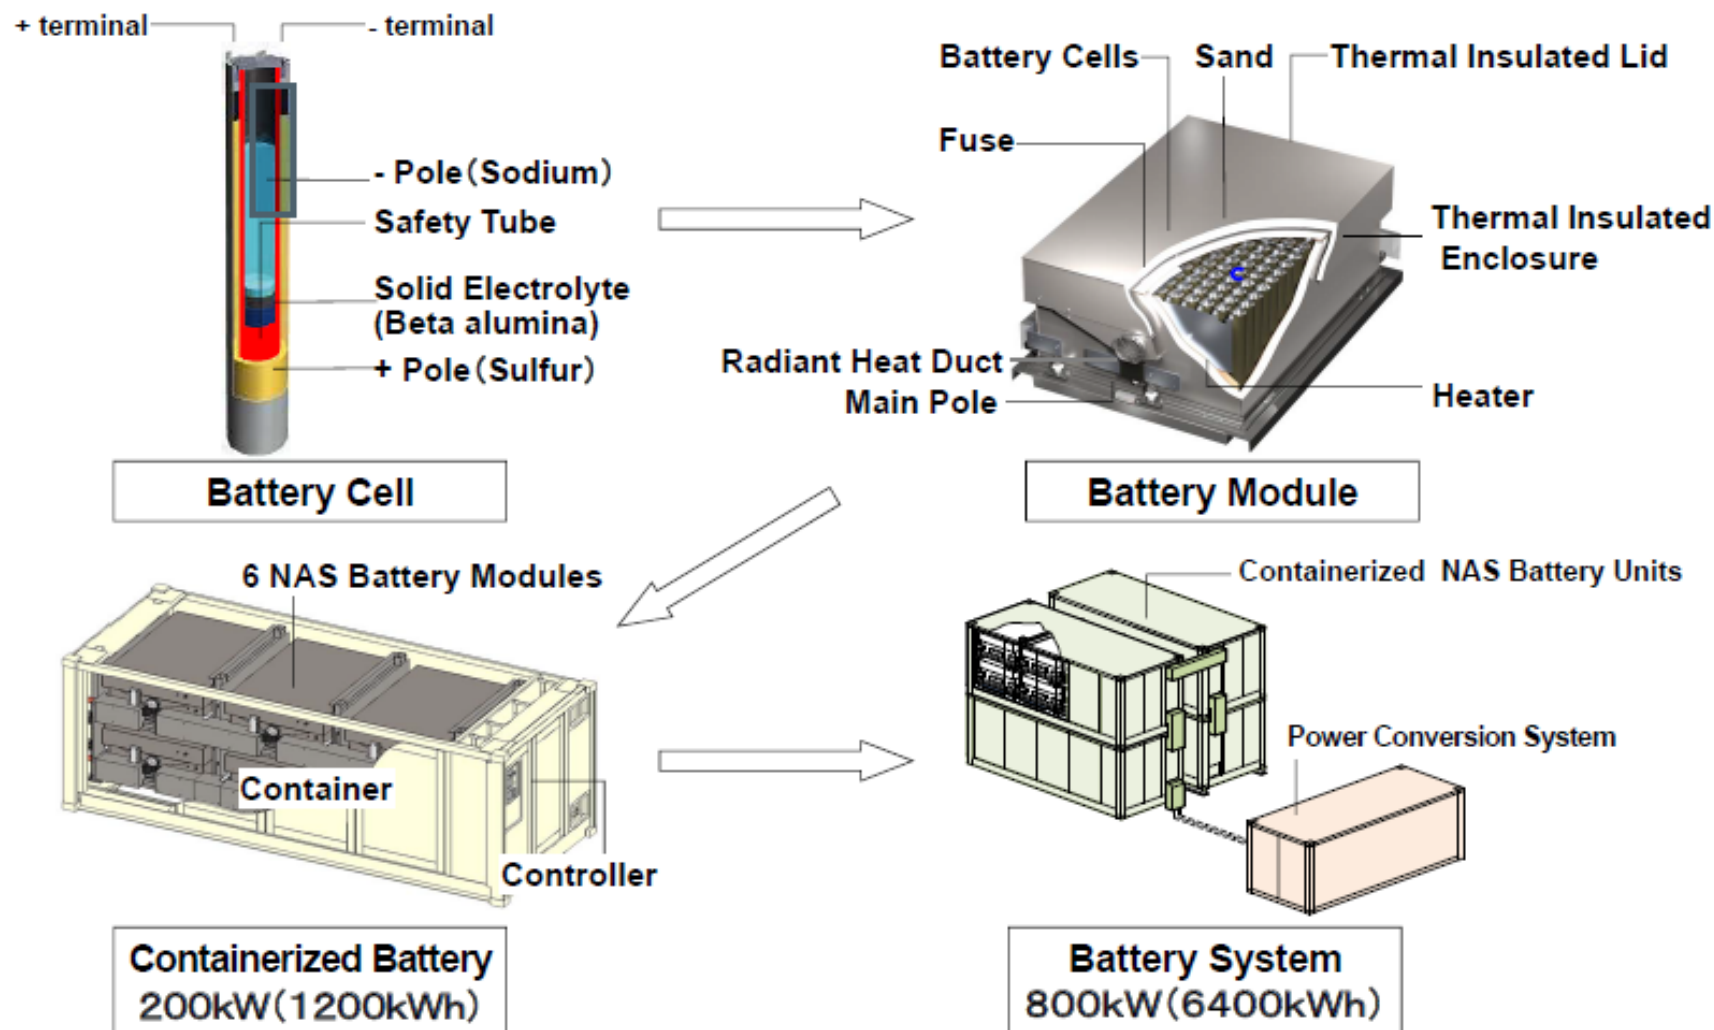 + terminal
- terminal
- Pole(Sodium)
Safety Tube
Solid Electrolyte
(Beta alumina)
+ Pole(Sulfur)
Battery Cell
Battery Cells
Sand
Thermal Insulated Lid
Fuse
Thermal Insulated
Enclosure
C
Radiant Heat Duct
Main Pole
Heater
Battery Module
6 NAS Battery Modules
Container
Controller
Containerized Battery
200kW(1200kWh)
Containerized NAS Battery Units
Power Conversion System
Battery System
800kW(6400kWh)